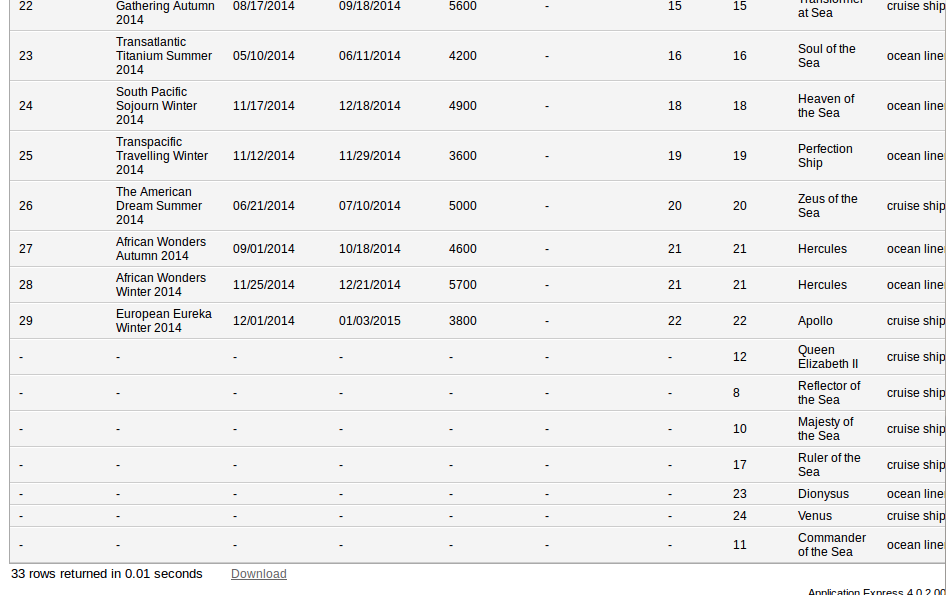 22 Gathering Autumn 2014 08/17/2014 09/18/2014 5600 - 15 15 Transformer at Sea cruise ship
23 Transatlantic Titanium Summer 2014 05/10/2014 06/11/2014 4200 - 16 16 Soul of the Sea ocean line
24 South Pacific Sojourn Winter 2014 11/17/2014 12/18/2014 4900 - 18 18 Heaven of the Sea ocean line
25 Transpacific Travelling Winter 2014 11/12/2014 11/29/2014 3600 - 19 19 Perfection Ship ocean line
26 The American Dream Summer 2014 06/21/2014 07/10/2014 5000 - 20 20 Zeus of the Sea cruise ship
27 African Wonders Autumn 2014 09/01/2014 10/18/2014 4600 - 21 21 Hercules ocean line
28 African Wonders Winter 2014 11/25/2014 12/21/2014 5700 - 21 21 Hercules ocean line
29 European Eureka Winter 2014 12/01/2014 01/03/2015 3800 - 22 22 Apollo cruise ship
- - - - - - - 12 Queen Elizabeth II cruise ship
- - - - - - - 8 Reflector of the Sea cruise ship
- - - - - - - 10 Majesty of the Sea cruise ship
- - - - - - - 17 Ruler of the Sea cruise ship
- - - - - - - 23 Dionysus ocean line
- - - - - - - 24 Venus cruise ship
- - - - - - - 11 Commander of the Sea ocean line
33 rows returned in 0.01 seconds Download
Application Express 4.0.2.00